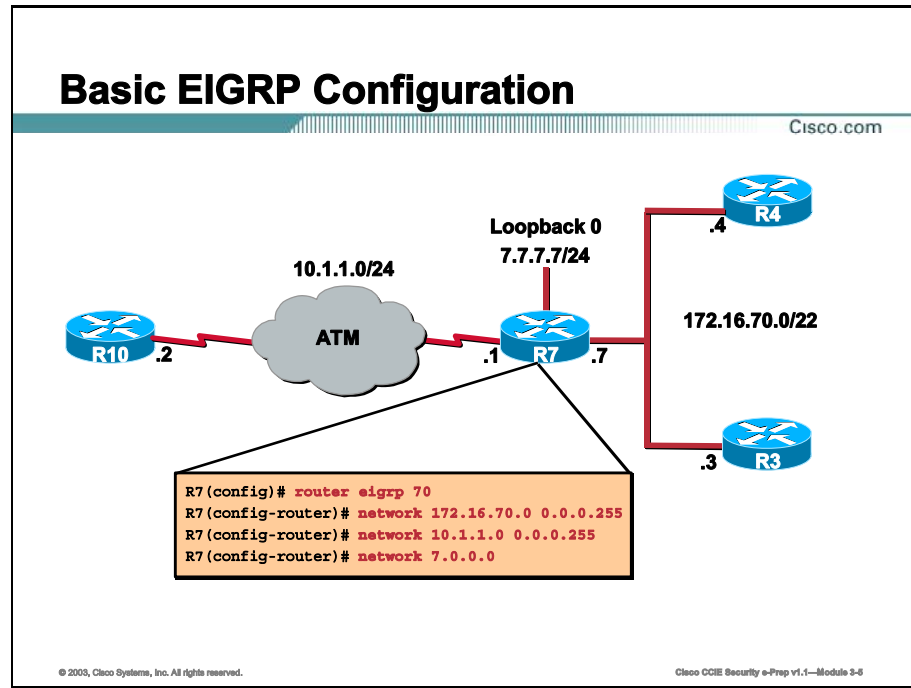 Basic EIGRP Configuration
Cisco.com
R4
.4
Loopback 0
7.7.7.7/24
10.1.1.0/24
172.16.70.0/22
ATM
R10
.2
.1
R7
.7
.3
R3
R7(config)# router eigrp 70
R7(config-router)# network 172.16.70.0 0.0.0.255
R7(config-router)# network 10.1.1.0 0.0.0.255
R7(config-router)# network 7.0.0.0
© 2003, Cisco Systems, Inc. All rights reserved.
Cisco CCIE Security e-Prep v1.1—Module 3-5